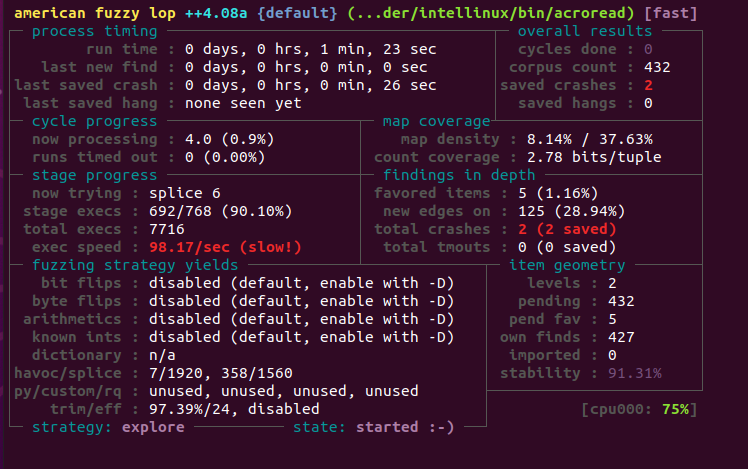 american fuzzy lop ++4.08a {default} (...der/intellinux/bin/acroread) [fast]
process timing overall results
run time : 0 days, 0 hrs, 1 min, 23 sec cycles done : 0
last new find : 0 days, 0 hrs, 0 min, 0 sec corpus count : 432
last saved crash : 0 days, 0 hrs, 0 min, 26 sec saved crashes : 2
last saved hang : none seen yet saved hangs : 0
cycle progress map coverage
now processing : 4.0 (0.9%) map density : 8.14% / 37.63%
runs timed out : 0 (0.00%) count coverage : 2.78 bits/tuple
stage progress findings in depth
now trying : splice 6 favored items : 5 (1.16%)
stage execs : 692/768 (90.10%) new edges on : 125 (28.94%)
total execs : 7716 total crashes : 2 (2 saved)
exec speed : 98.17/sec (slow!) total tmouts : 0 (0 saved)
fuzzing strategy yields item geometry
bit flips : disabled (default, enable with -D) levels : 2
byte flips : disabled (default, enable with -D) pending : 432
arithmetics : disabled (default, enable with -D) pend fav : 5
known ints : disabled (default, enable with -D) own finds : 427
dictionary : n/a imported : 0
havoc/splice : 7/1920, 358/1560 stability : 91.31%
py/custom/rq : unused, unused, unused, unused
trim/eff : 97.39%/24, disabled [cpu000: 75%]
strategy: explore state: started :-)